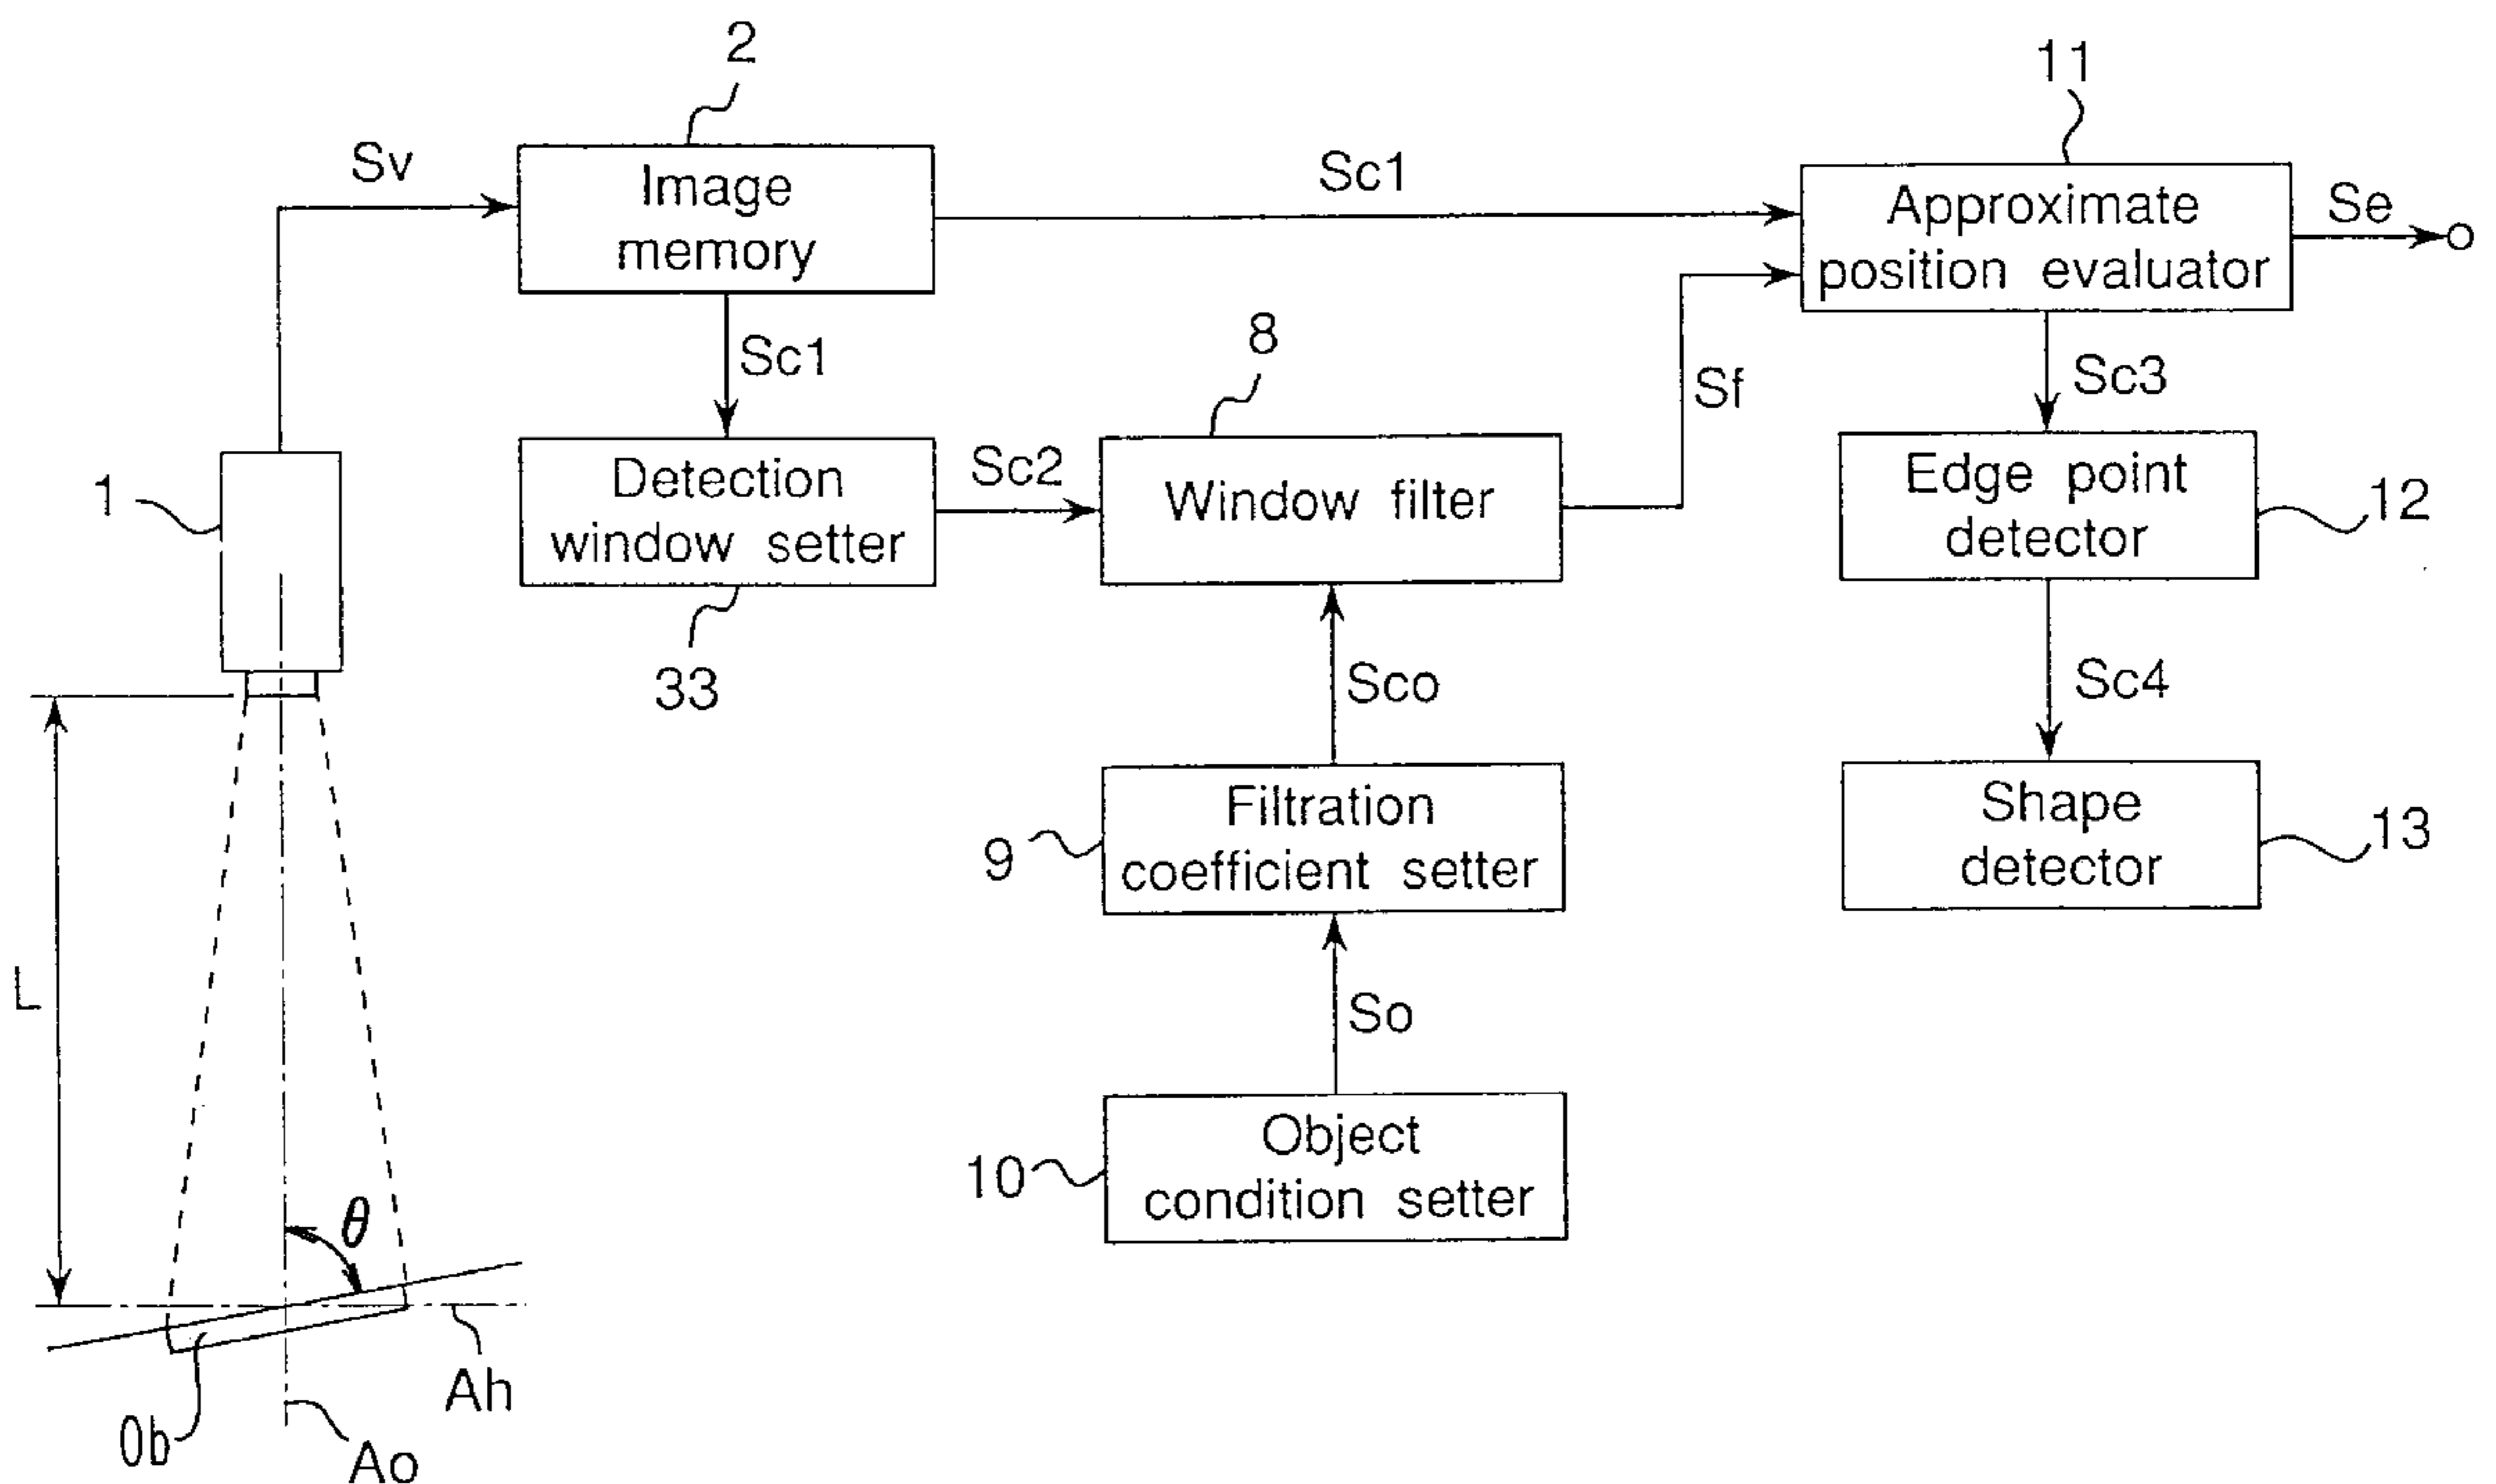 2
11
Sv
Image
memory
Sc1
Approximate
position evaluator
Se
Sc1
8
Sf
Sc3
1
Detection
window setter
Sc2
Window filter
Edge point
detector
12
33
Sco
Sc4
Filtration
coefficient setter
9
Shape
detector
13
L
So
Object
condition setter
10
θ
Ah
Ob
Ao